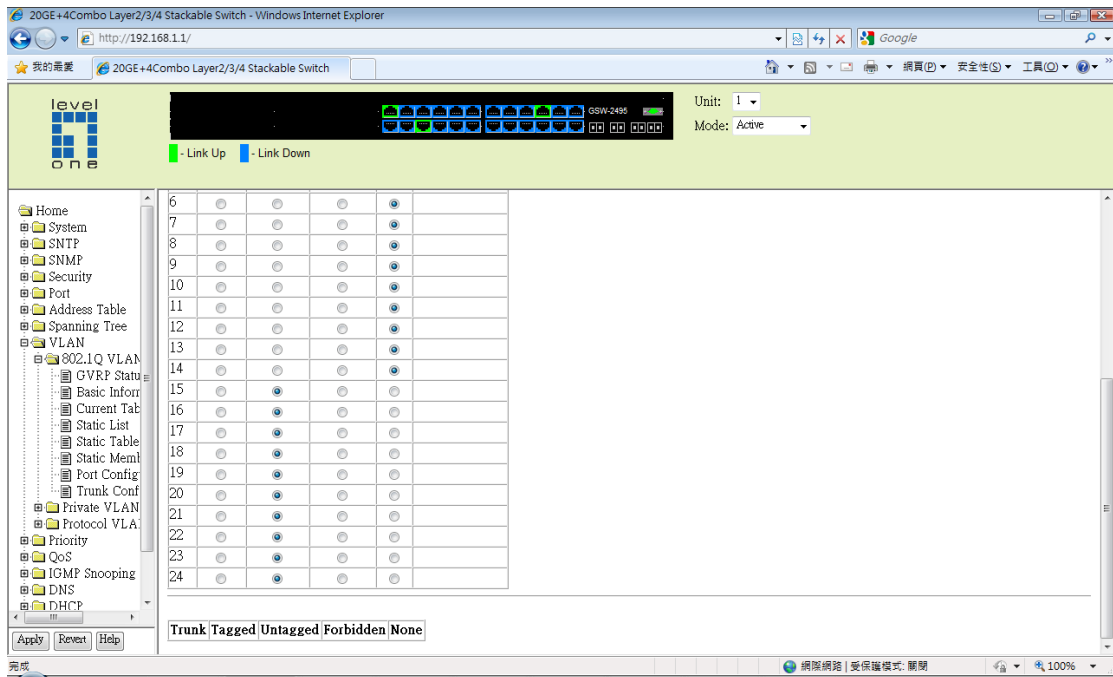 20GE+4Combo Layer2/3/4 Stackable Switch - Windows Internet Explorer
http://192.168.1.1/
Google
我的最愛
20GE+4Combo Layer2/3/4 Stackable Switch
網頁(P)
安全性(S)
工具(O)
level
one
GSW-2495
Unit: 1
Mode: Active
- Link Up
- Link Down
Home
System
SNTP
SNMP
Security
Port
Address Table
Spanning Tree
VLAN
802.1Q VLAN
GVRP Statu
Basic Inform
Current Tab
Static List
Static Table
Static Memb
Port Config
Trunk Conf
Private VLAN
Protocol VLA
Priority
QoS
IGMP Snooping
DNS
DHCP
Apply Revert Help
6
7
8
9
10
11
12
13
14
15
16
17
18
19
20
21
22
23
24
Trunk Tagged Untagged Forbidden None
完成
網際網路 | 受保護模式: 關閉
100%